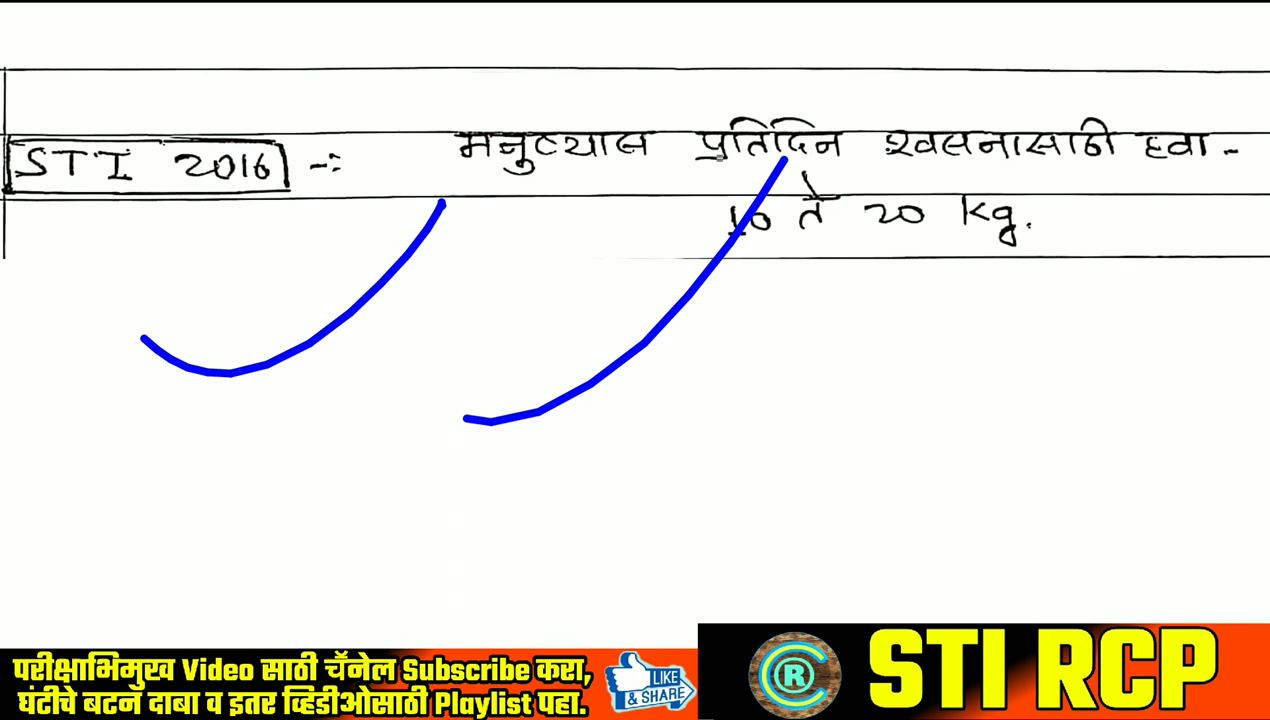 STI 2016 -: मनुष्यास प्रतिदिन श्वसनासाठी हवा -
10 ते 20 kg.
परीक्षाभिमुख Video साठी चॅनेल Subscribe करा,
घंटीचे बटन दाबा व इतर व्हिडीओसाठी Playlist पहा.
LIKE
& SHARE
R
STI RCP